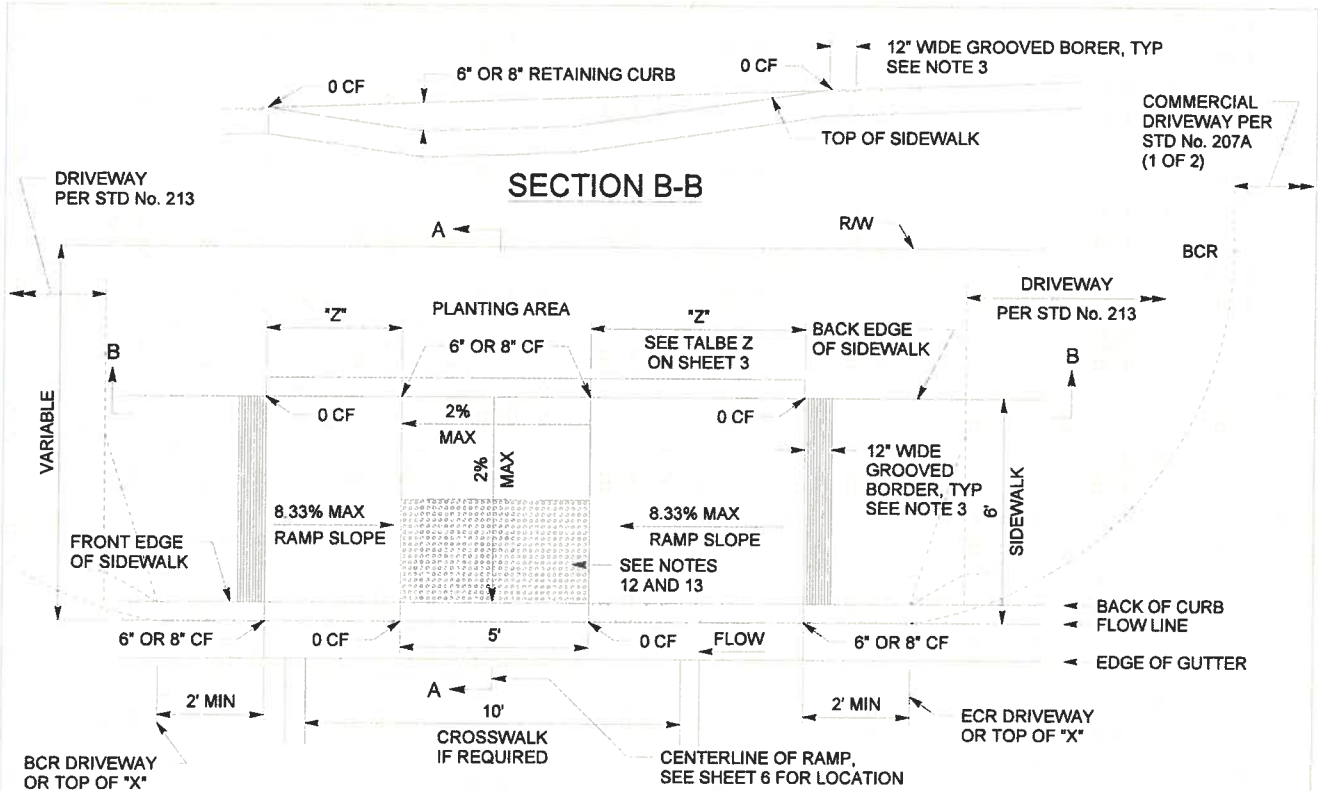 12" WIDE GROOVED BORER, TYP
SEE NOTE 3
0 CF
6" OR 8" RETAINING CURB
0 CF
TOP OF SIDEWALK
COMMERCIAL
DRIVEWAY PER
STD No. 207A
(1 OF 2)
SECTION B-B
DRIVEWAY
PER STD No. 213
A
R/W
BCR
DRIVEWAY
PER STD No. 213
"Z"
PLANTING AREA
"Z"
SEE TALBE Z
ON SHEET 3
BACK EDGE
OF SIDEWALK
6" OR 8" CF
B
B
VARIABLE
0 CF
2%
MAX
2%
MAX
0 CF
12" WIDE
GROOVED
BORDER, TYP
SEE NOTE 3
6'
SIDEWALK
8.33% MAX
RAMP SLOPE
8.33% MAX
RAMP SLOPE
FRONT EDGE
OF SIDEWALK
SEE NOTES
12 AND 13
BACK OF CURB
FLOW LINE
6" OR 8" CF
0 CF
5'
0 CF
FLOW
6" OR 8" CF
EDGE OF GUTTER
2' MIN
A
10'
CROSSWALK
IF REQUIRED
2' MIN
ECR DRIVEWAY
OR TOP OF "X"
BCR DRIVEWAY
OR TOP OF "X"
CENTERLINE OF RAMP,
SEE SHEET 6 FOR LOCATION